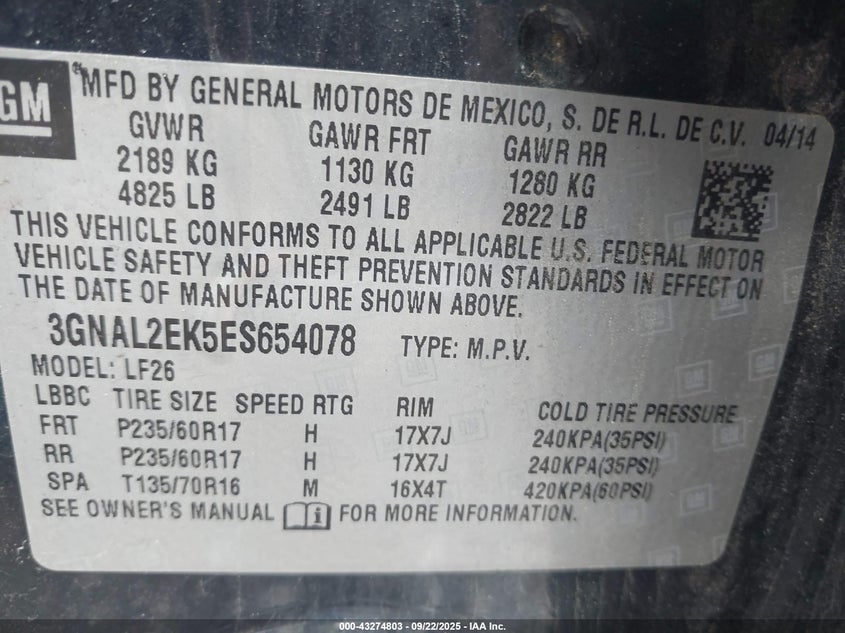 GM
MFD BY GENERAL MOTORS DE MEXICO, S. DE R.L. DE C.V. 04/14
GVWR GAWR FRT GAWR RR
2189 KG 1130 KG 1280 KG
4825 LB 2491 LB 2822 LB
THIS VEHICLE CONFORMS TO ALL APPLICABLE U.S. FEDERAL MOTOR
VEHICLE SAFETY AND THEFT PREVENTION STANDARDS IN EFFECT ON
THE DATE OF MANUFACTURE SHOWN ABOVE.
3GNAL2EK5ES654078 TYPE: M.P.V.
MODEL: LF26
LBBC TIRE SIZE SPEED RTG RIM COLD TIRE PRESSURE
FRT P235/60R17 H 17X7J 240KPA(35PSI)
RR P235/60R17 H 17X7J 240KPA(35PSI)
SPA T135/70R16 M 16X4T 420KPA(60PSI)
SEE OWNER'S MANUAL FOR MORE INFORMATION.
000-43274803 - 09/22/2025 - IAA Inc.